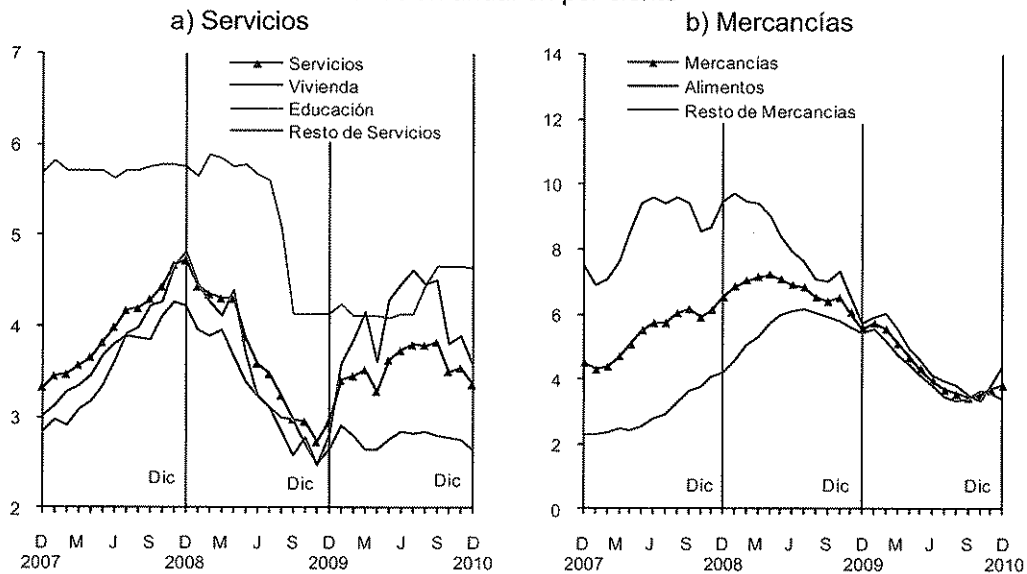 a) Servicios
7
6
5
4
3
2
Servicios
Vivienda
Educación
Resto de Servicios
Dic
Dic
Dic
D M J S D M J S D M J S D
2007 2008 2009 2010
b) Mercancías
14
12
10
8
6
4
2
0
Mercancías
Alimentos
Resto de Mercancías
Dic
Dic
Dic
D M J S D M J S D M J S D
2007 2008 2009 2010